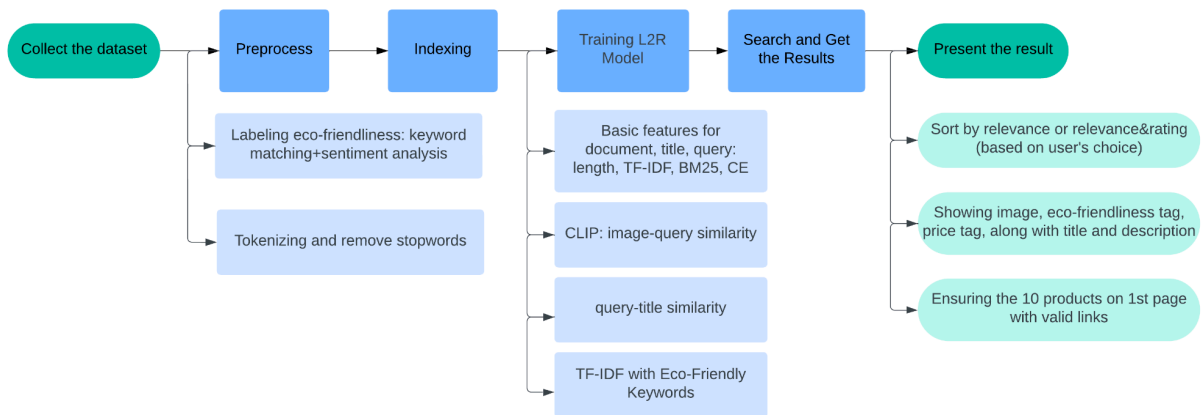 Collect the dataset
Preprocess
Indexing
Training L2R
Model
Search and Get
the Results
Present the result
Labeling eco-friendliness: keyword
matching+sentiment analysis
Tokenizing and remove stopwords
Basic features for
document, title, query:
length, TF-IDF, BM25, CE
CLIP: image-query similarity
query-title similarity
TF-IDF with Eco-Friendly
Keywords
Sort by relevance or relevance&rating
(based on user's choice)
Showing image, eco-friendliness tag,
price tag, along with title and description
Ensuring the 10 products on 1st page
with valid links